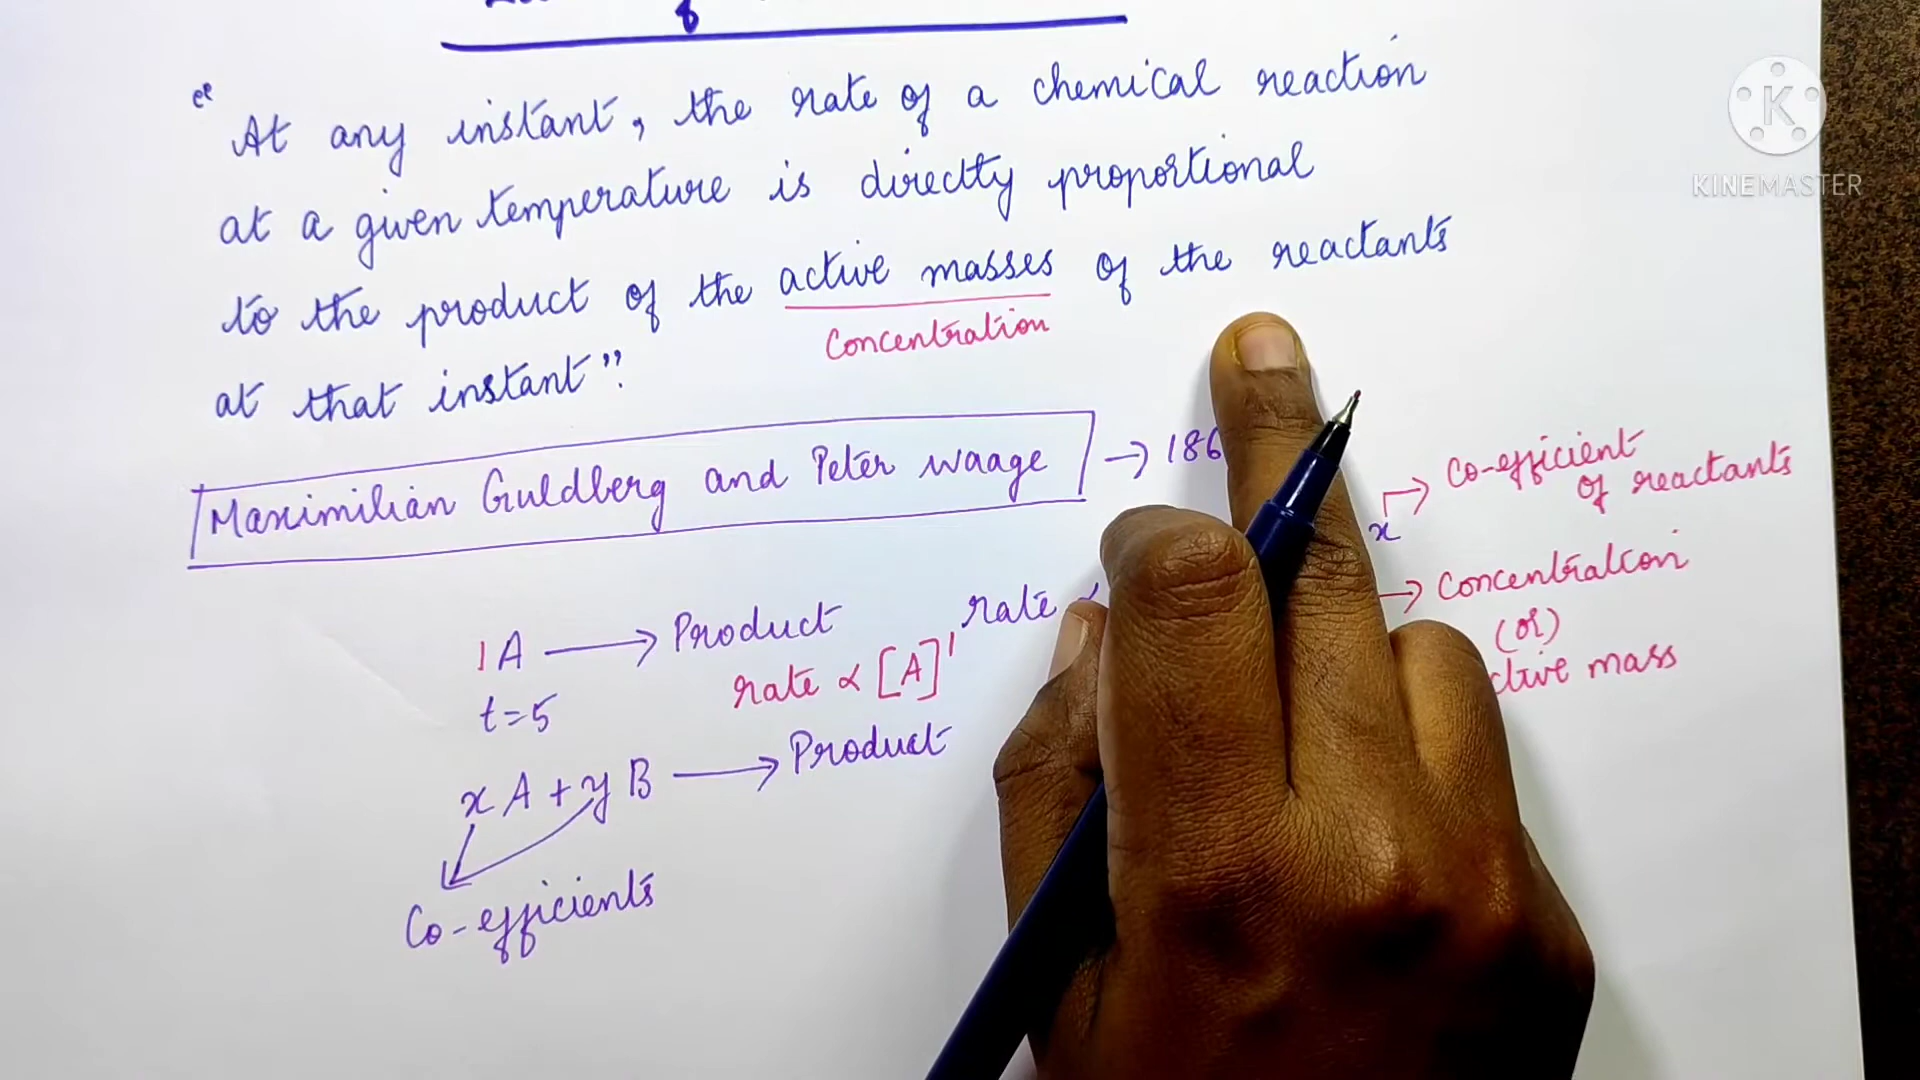 “At any instant, the rate of a chemical reaction
at a given temperature is directly proportional
to the product of the active masses of the reactants
Concentration
at that instant”.
Maximilian Guldberg and Peter Waage → 186
x → Co-efficient
of reactants
1A → Product
rate ∝
→ Concentration
(or)
ctive mass
rate ∝ [A]¹
t=5
xA + yB → Product
Co-efficients
KINEMASTER